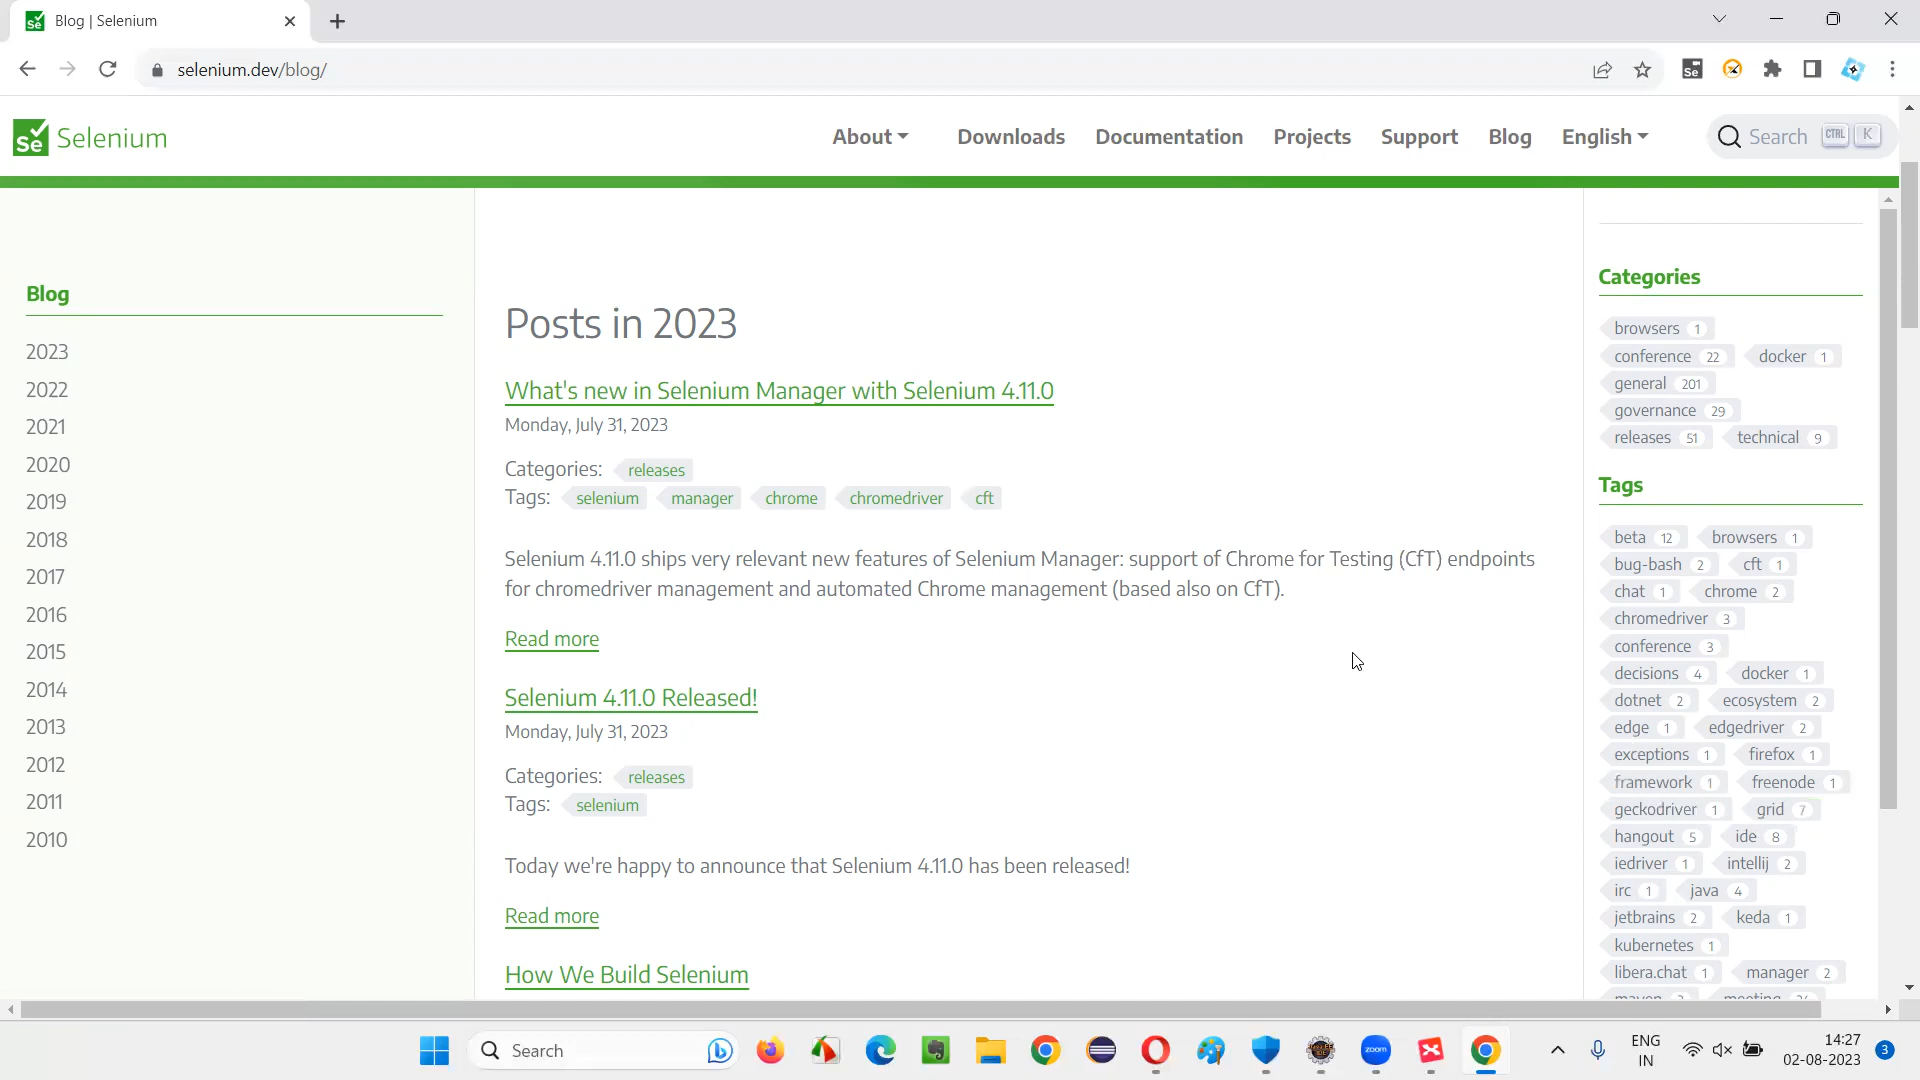 Blog | Selenium
selenium.dev/blog/
Se
Se Selenium
About
Downloads
Documentation
Projects
Support
Blog
English
Search CTRL K
Blog
2023
2022
2021
2020
2019
2018
2017
2016
2015
2014
2013
2012
2011
2010
Posts in 2023
What's new in Selenium Manager with Selenium 4.11.0
Monday, July 31, 2023
Categories: releases
Tags: selenium manager chrome chromedriver cft
Selenium 4.11.0 ships very relevant new features of Selenium Manager: support of Chrome for Testing (CfT) endpoints
for chromedriver management and automated Chrome management (based also on CfT).
Read more
Selenium 4.11.0 Released!
Monday, July 31, 2023
Categories: releases
Tags: selenium
Today we're happy to announce that Selenium 4.11.0 has been released!
Read more
How We Build Selenium
Categories
browsers 1
conference 22 docker 1
general 201
governance 29
releases 51 technical 9
Tags
beta 12 browsers 1
bug-bash 2 cft 1
chat 1 chrome 2
chromedriver 3
conference 3
decisions 4 docker 1
dotnet 2 ecosystem 2
edge 1 edgedriver 2
exceptions 1 firefox 1
framework 1 freenode 1
geckodriver 1 grid 7
hangout 5 ide 8
iedriver 1 intellij 2
irc 1 java 4
jetbrains 2 keda 1
kubernetes 1
libera.chat 1 manager 2
maven meeting
Search
zoom
ENG
IN
14:27
02-08-2023
3